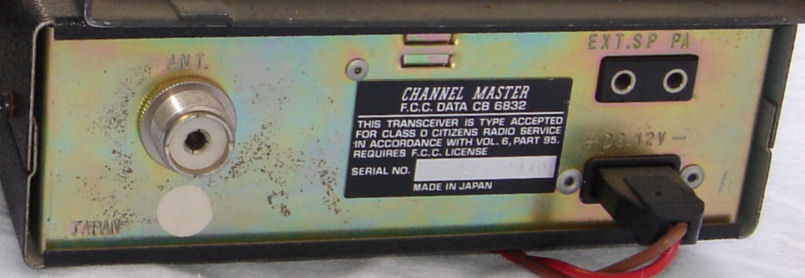 ANT.
EXT.SP PA
CHANNEL MASTER
F.C.C. DATA CB 6832
THIS TRANSCEIVER IS TYPE ACCEPTED
FOR CLASS D CITIZENS RADIO SERVICE
IN ACCORDANCE WITH VOL. 6, PART 95.
REQUIRES F.C.C. LICENSE
SERIAL NO.
MADE IN JAPAN
+ DC 12V −
JAPAN